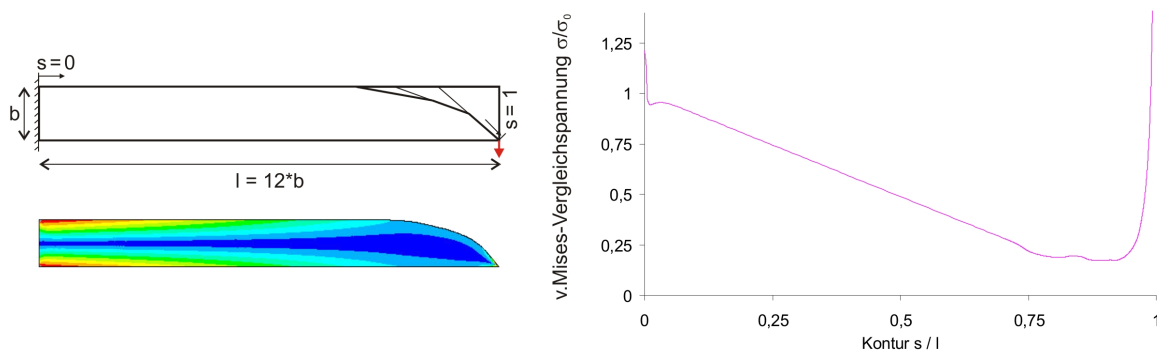 s=0
b
s=1
l = 12*b
v.Mises-Vergleichspannung σ/σ₀
1,25
1
0,75
0,5
0,25
0
0
0,25
0,5
0,75
1
Kontur s / l